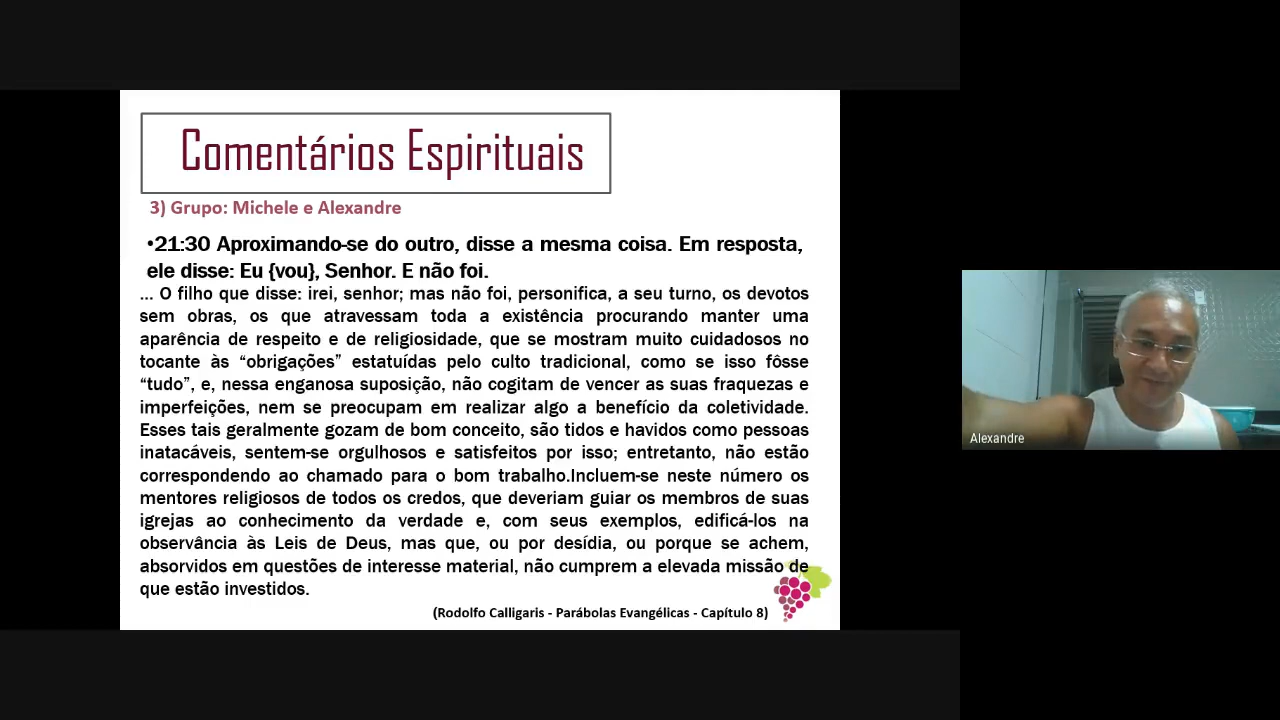 Comentários Espirituais
3) Grupo: Michele e Alexandre
•21:30 Aproximando-se do outro, disse a mesma coisa. Em resposta,
ele disse: Eu {vou}, Senhor. E não foi.
... O filho que disse: irei, senhor; mas não foi, personifica, a seu turno, os devotos
sem obras, os que atravessam toda a existência procurando manter uma
aparência de respeito e de religiosidade, que se mostram muito cuidadosos no
tocante às “obrigações” estatuídas pelo culto tradicional, como se isso fôsse
“tudo”, e, nessa enganosa suposição, não cogitam de vencer as suas fraquezas e
imperfeições, nem se preocupam em realizar algo a benefício da coletividade.
Esses tais geralmente gozam de bom conceito, são tidos e havidos como pessoas
inatacáveis, sentem-se orgulhosos e satisfeitos por isso; entretanto, não estão
correspondendo ao chamado para o bom trabalho.Incluem-se neste número os
mentores religiosos de todos os credos, que deveriam guiar os membros de suas
igrejas ao conhecimento da verdade e, com seus exemplos, edificá-los na
observância às Leis de Deus, mas que, ou por desídia, ou porque se achem,
absorvidos em questões de interesse material, não cumprem a elevada missão de
que estão investidos.
(Rodolfo Calligaris - Parábolas Evangélicas - Capítulo 8)
Alexandre